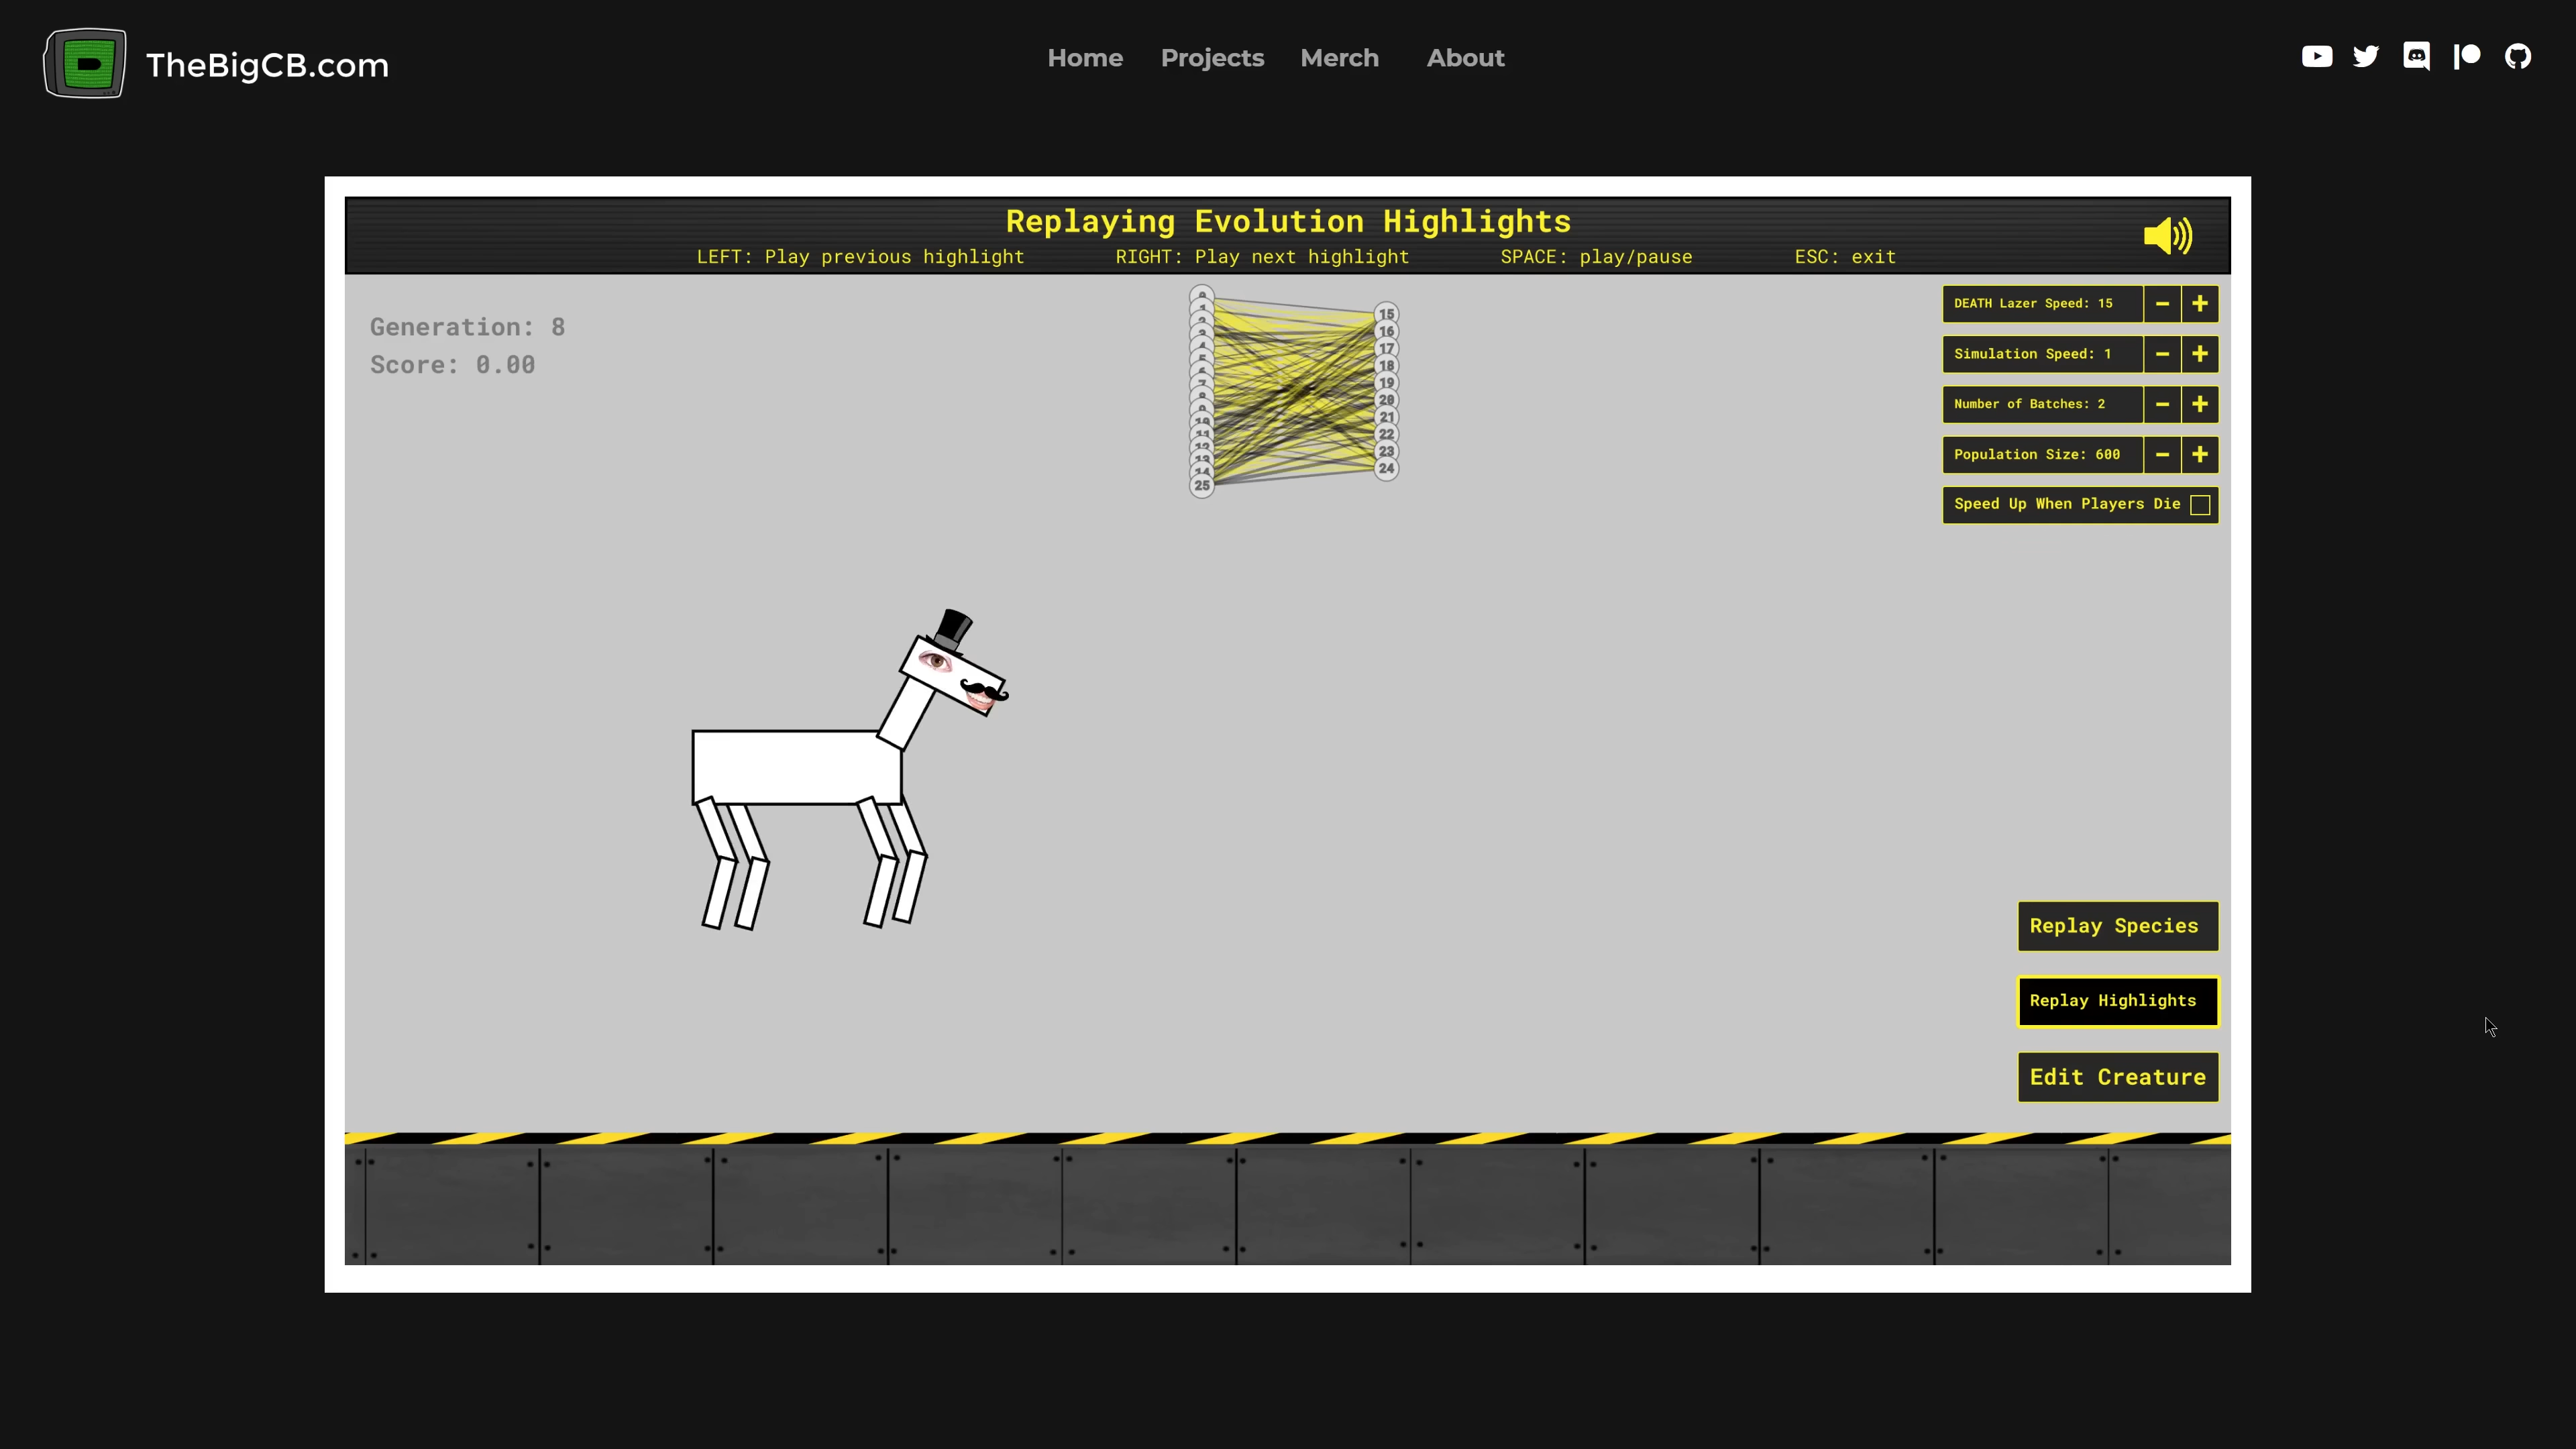 TheBigCB.com
Home Projects Merch About
Replaying Evolution Highlights
LEFT: Play previous highlight RIGHT: Play next highlight SPACE: play/pause ESC: exit
Generation: 8
Score: 0.00
25
15
16
17
18
19
20
21
22
23
24
DEATH Lazer Speed: 15 − +
Simulation Speed: 1 − +
Number of Batches: 2 − +
Population Size: 600 − +
Speed Up When Players Die
Replay Species
Replay Highlights
Edit Creature